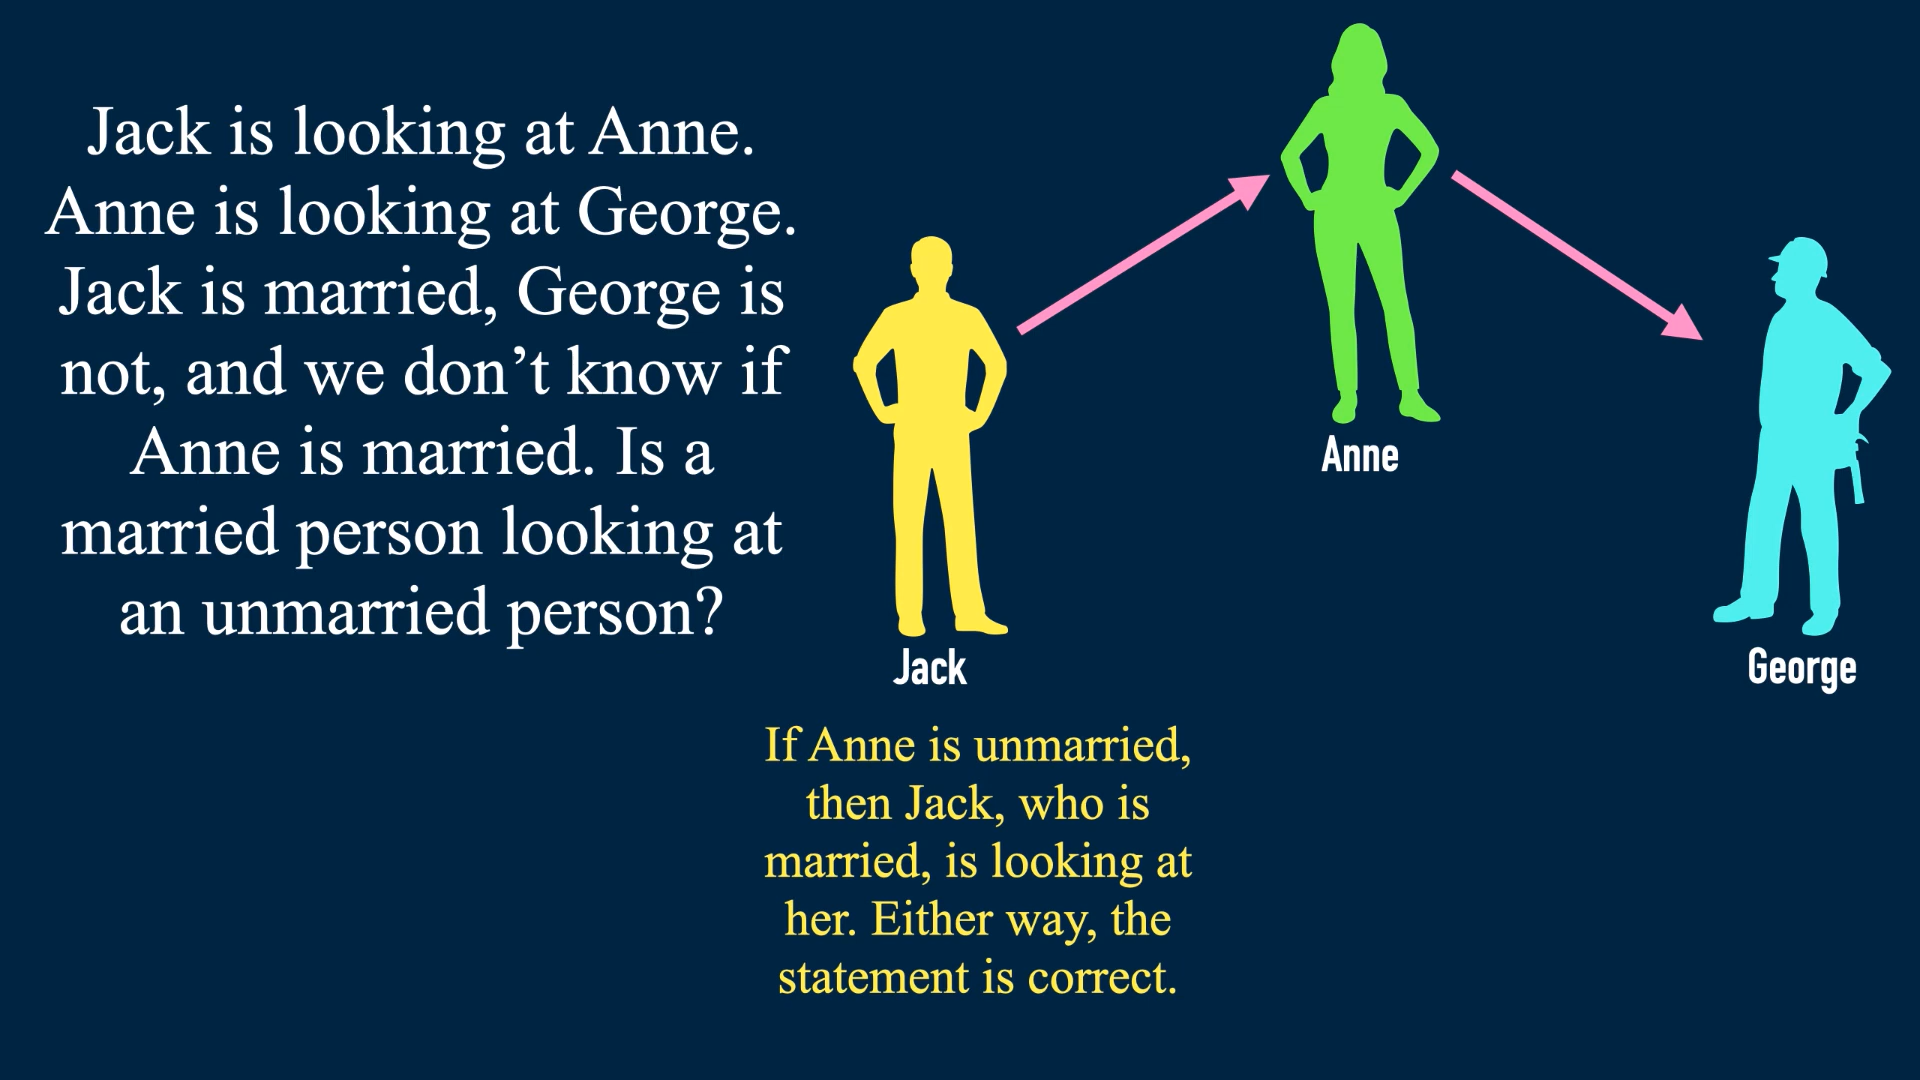 Jack is looking at Anne.
Anne is looking at George.
Jack is married, George is
not, and we don’t know if
Anne is married. Is a
married person looking at
an unmarried person?
Anne
Jack
George
If Anne is unmarried,
then Jack, who is
married, is looking at
her. Either way, the
statement is correct.